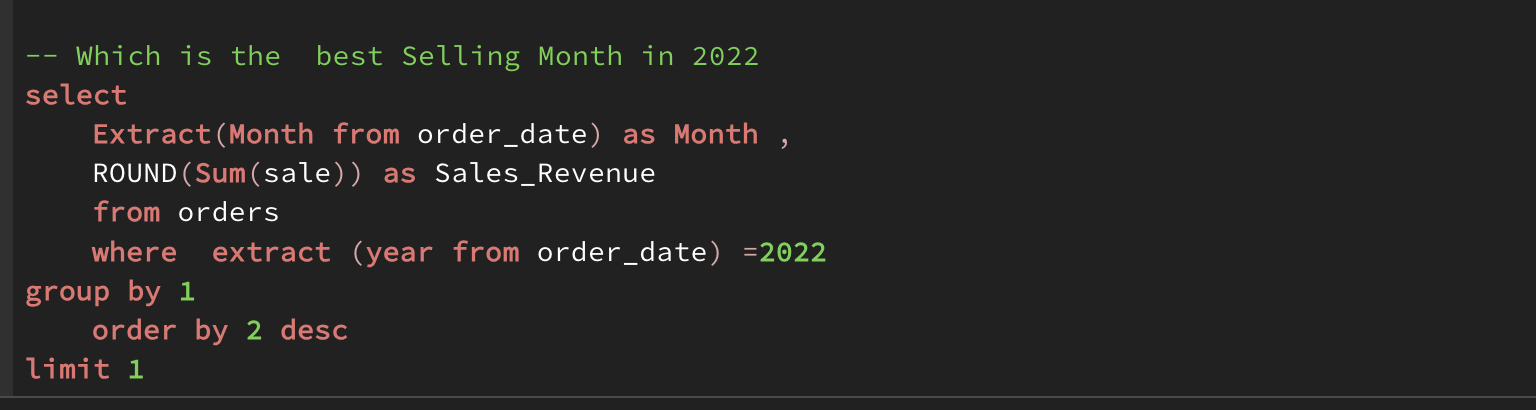 -- Which is the  best Selling Month in 2022
select
    Extract(Month from order_date) as Month ,
    ROUND(Sum(sale)) as Sales_Revenue
    from orders
    where  extract (year from order_date) =2022
group by 1
    order by 2 desc
limit 1